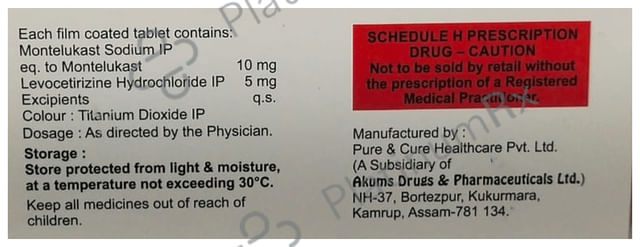 Each film coated tablet contains:
Montelukast Sodium IP
eq. to Montelukast 10 mg
Levocetirizine Hydrochloride IP 5 mg
Excipients q.s.
Colour : Titanium Dioxide IP
Dosage : As directed by the Physician.
Storage :
Store protected from light & moisture,
at a temperature not exceeding 30°C.
Keep all medicines out of reach of
children.
SCHEDULE H PRESCRIPTION
DRUG – CAUTION
Not to be sold by retail without
the prescription of a Registered
Medical Practitioner.
Manufactured by :
Pure & Cure Healthcare Pvt. Ltd.
(A Subsidiary of
Akums Drugs & Pharmaceuticals Ltd.)
NH-37, Bortezpur, Kukurmara,
Kamrup, Assam-781 134.
PlatinumRx